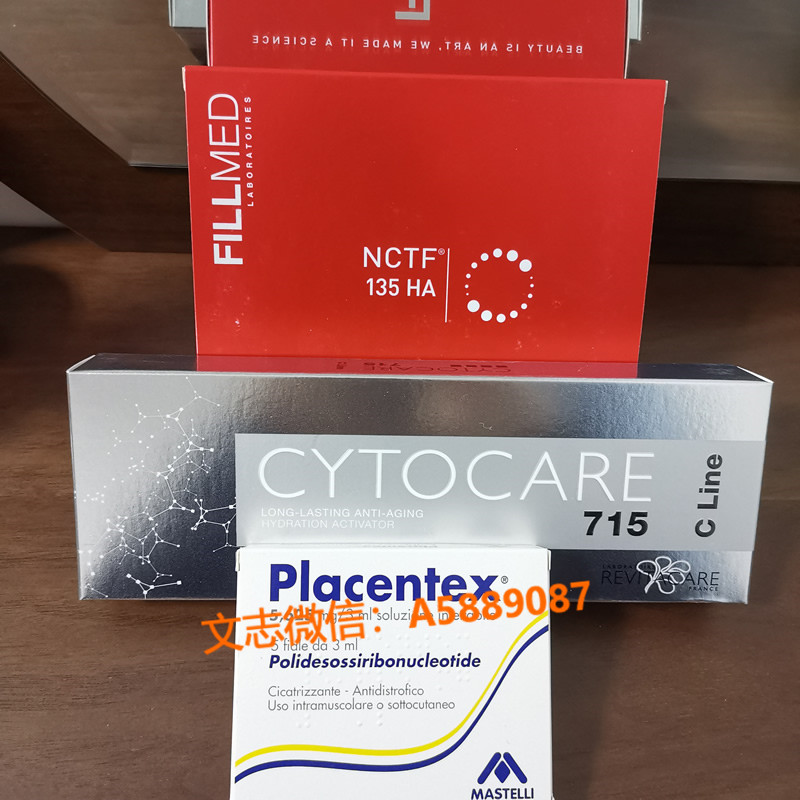 BEAUTY IS AN ART, WE MADE IT A SCIENCE
FILLMED
LABORATOIRES
NCTF®
135 HA
CYTOCARE
715
CYTOCARE
LONG-LASTING ANTI-AGING
HYDRATION ACTIVATOR
715
C Line
REVITACARE
FRANCE
Placentex®
文志微信：A5889087
5 fiale da 3 ml
Polidesossiribonucleotide
Cicatrizzante - Antidistrofico
Uso intramuscolare o sottocutaneo
MASTELLI